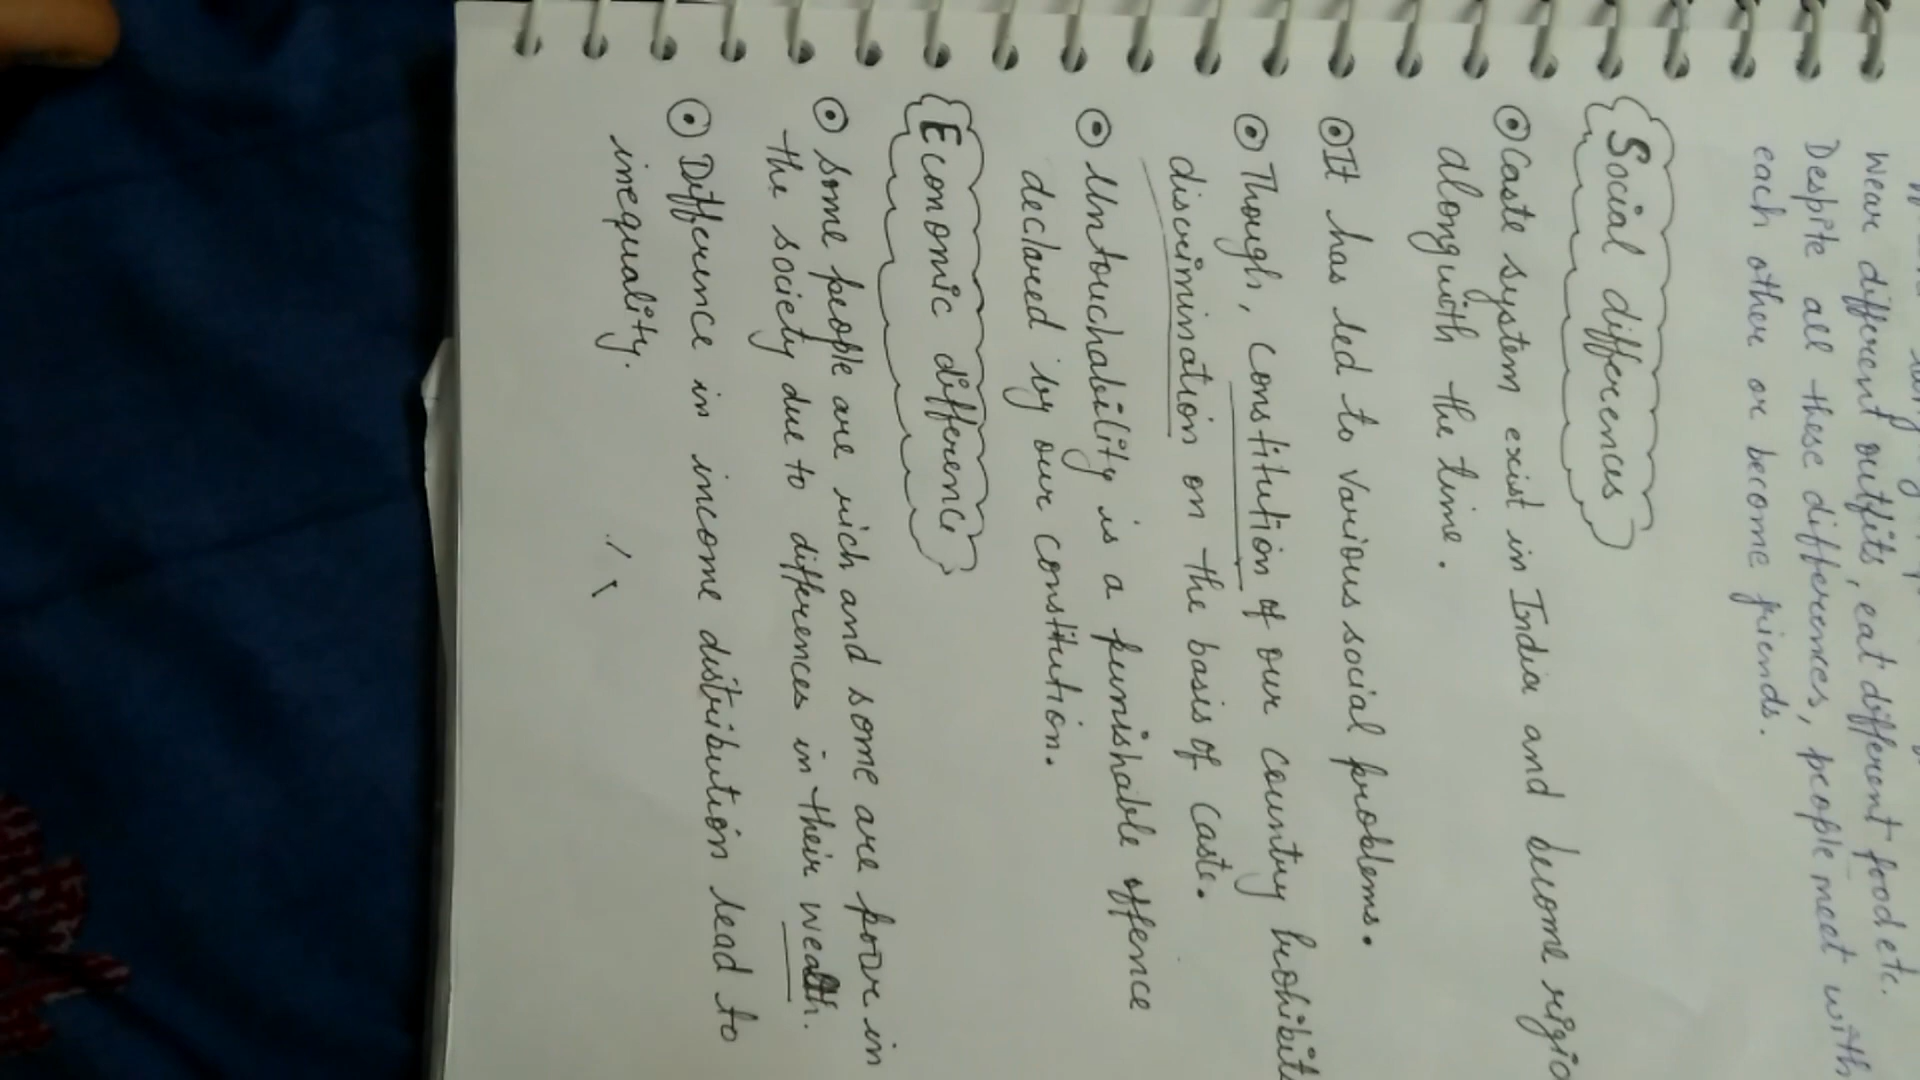 wear different outfits, eat different food etc.
Despite all these differences, people meet with
each other or become friends.
Social differences
Caste system exist in India and become rigid
alongwith the time.
It has led to various social problems.
Though, constitution of our country prohibits
discrimination on the basis of caste.
Untouchability is a punishable offence
declared by our constitution.
Economic difference
Some people are rich and some are poor in
the society due to differences in their wealth.
Difference in income distribution lead to
inequality.